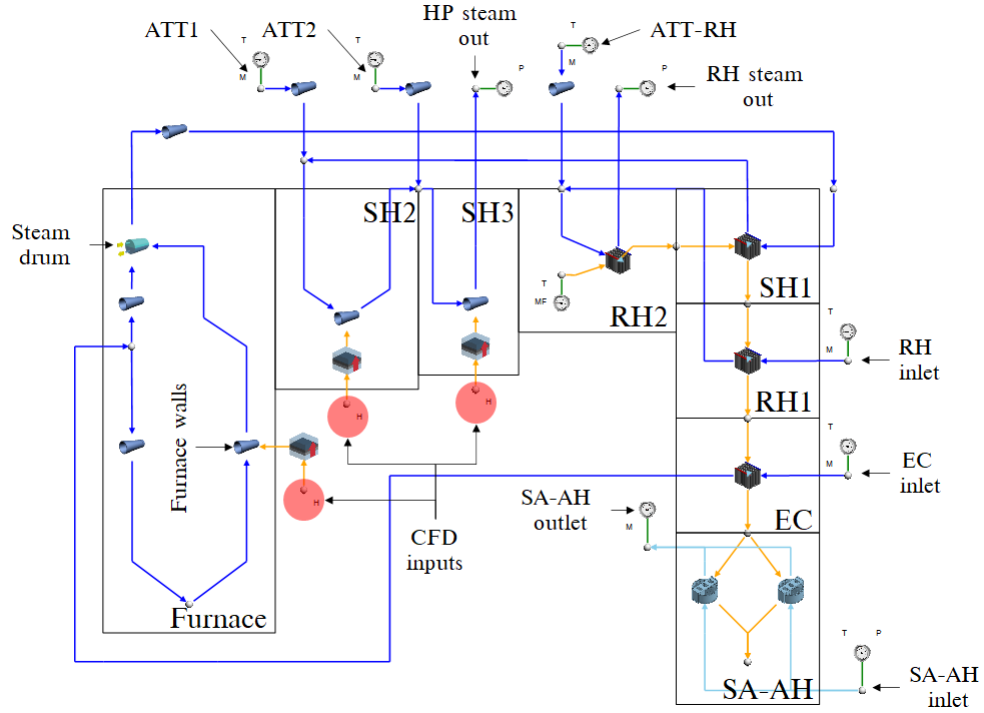 HP steam
out
ATT1
ATT2
ATT-RH
RH steam
out
T
M
T
M
P
T
M
P
Steam
drum
SH2
SH3
T
MF
RH2
SH1
T
M
RH
inlet
RH1
Furnace walls
H
H
H
T
M
EC
inlet
SA-AH
outlet
M
CFD
inputs
EC
Furnace
T
P
SA-AH
inlet
SA-AH